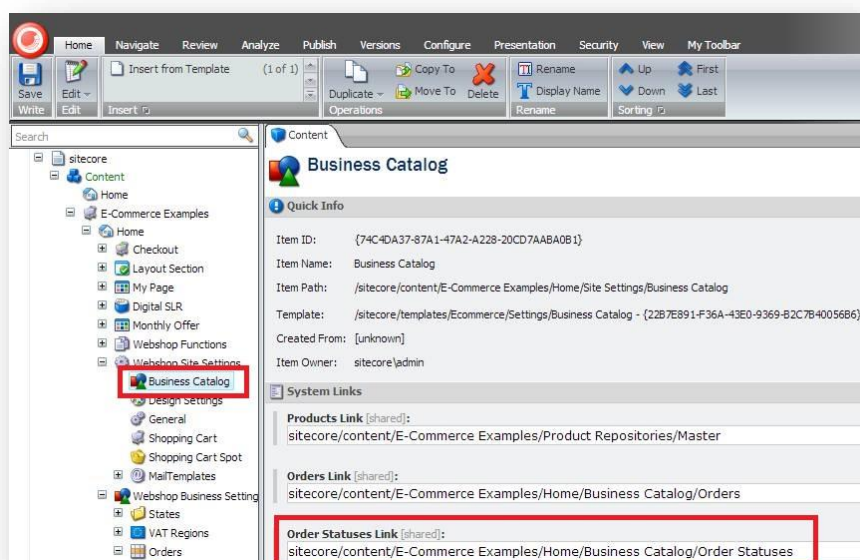 Home Navigate Review Analyze Publish Versions Configure Presentation Security View My Toolbar
Insert from Template (1 of 1) Copy To Rename Up First
Save Edit Duplicate Move To Delete Display Name Down Last
Write Edit Insert Operations Rename Sorting
Search
Content
sitecore
Content
Home
E-Commerce Examples
Home
Checkout
Layout Section
My Page
Digital SLR
Monthly Offer
Webshop Functions
Webshop Site Settings
Business Catalog
Design Settings
General
Shopping Cart
Shopping Cart Spot
MailTemplates
Webshop Business Setting
States
VAT Regions
Orders
Business Catalog
Quick Info
Item ID: {74C4DA37-87A1-47A2-A228-20CD7AABA0B1}
Item Name: Business Catalog
Item Path: /sitecore/content/E-Commerce Examples/Home/Site Settings/Business Catalog
Template: /sitecore/templates/Ecommerce/Settings/Business Catalog - {22B7E891-F36A-43E0-9369-B2C7B40056B6}
Created From: [unknown]
Item Owner: sitecore\admin
System Links
Products Link [shared]:
sitecore/content/E-Commerce Examples/Product Repositories/Master
Orders Link [shared]:
sitecore/content/E-Commerce Examples/Home/Business Catalog/Orders
Order Statuses Link [shared]:
sitecore/content/E-Commerce Examples/Home/Business Catalog/Order Statuses